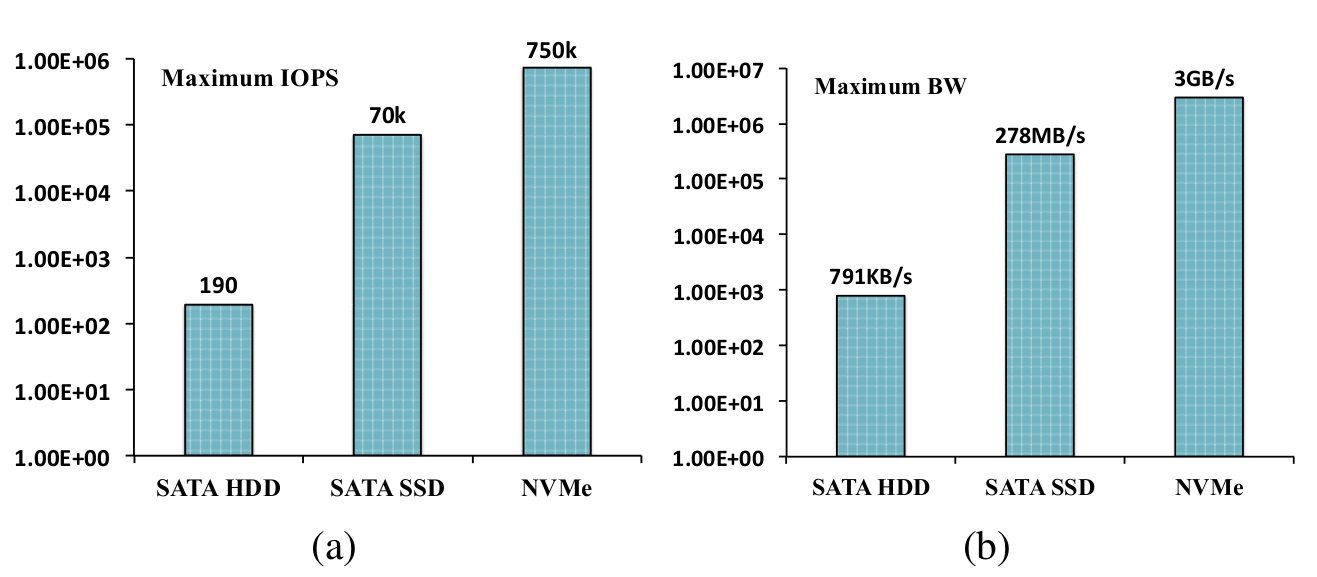 Maximum IOPS
1.00E+06
1.00E+05
1.00E+04
1.00E+03
1.00E+02
1.00E+01
1.00E+00
190
70k
750k
SATA HDD
SATA SSD
NVMe
(a)
Maximum BW
1.00E+07
1.00E+06
1.00E+05
1.00E+04
1.00E+03
1.00E+02
1.00E+01
1.00E+00
791KB/s
278MB/s
3GB/s
SATA HDD
SATA SSD
NVMe
(b)